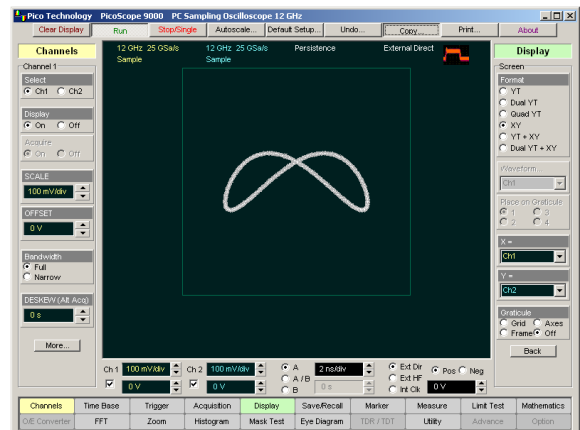 Pico Technology PicoScope 9000 PC Sampling Oscilloscope 12 GHz
Clear Display Run Stop/Single Autoscale... Default Setup... Undo... Copy... Print... About
Channels
Channel 1
Select
Ch1 Ch2
Display
On Off
Acquire
On Off
SCALE
100 mV/div
OFFSET
0 V
Bandwidth
Full
Narrow
DESKEW (Alt Acq)
0 s
More...
12 GHz 25 GSa/s
Sample
12 GHz 25 GSa/s
Sample
Persistence
External Direct
Display
Screen
Format
YT
Dual YT
Quad YT
XY
YT + XY
Dual YT + XY
Waveform...
Ch1
Place on Graticule
1 3
2 4
X =
Ch1
Y =
Ch2
Graticule
Grid Axes
Frame Off
Back
Ch 1 100 mV/div Ch 2 100 mV/div A 2 ns/div Ext Dir Pos Neg
A / B Ext HF
0 V 0 V B 0 s Int Clk 0 V
Channels Time Base Trigger Acquisition Display Save/Recall Marker Measure Limit Test Mathematics
O/E Converter FFT Zoom Histogram Mask Test Eye Diagram TDR / TDT Utility Advance Option